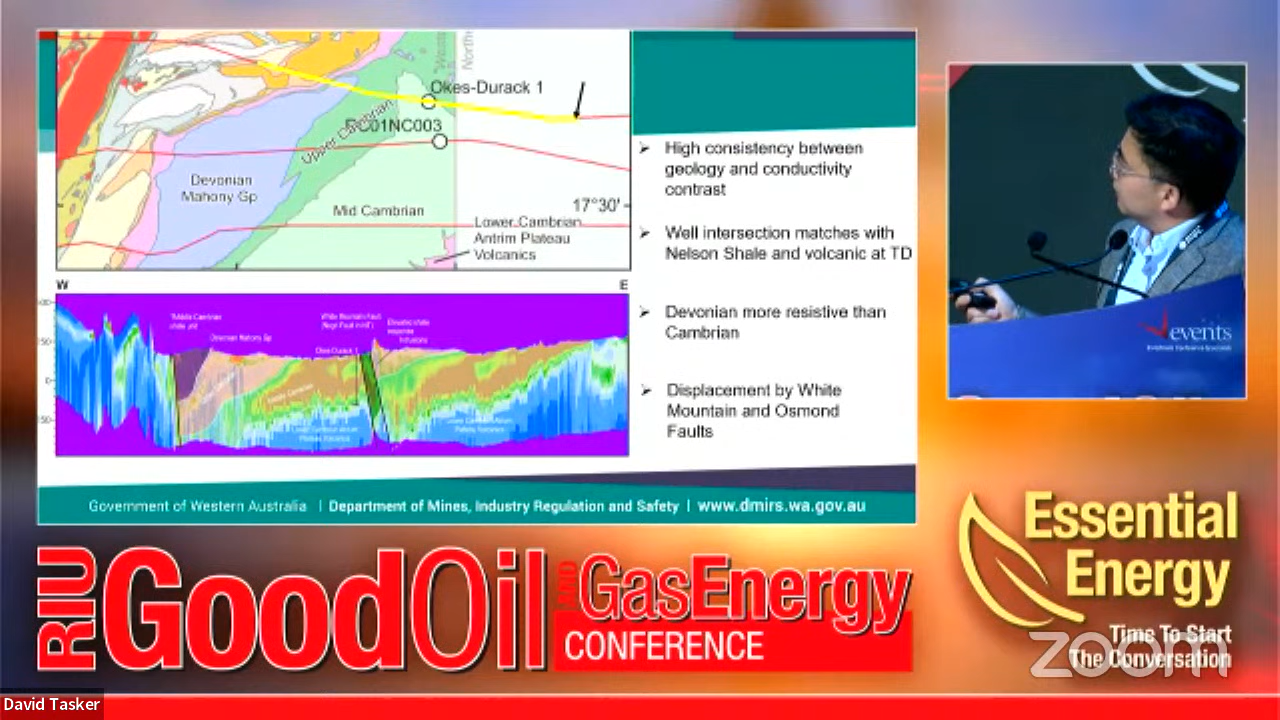 Okes-Durack 1
Upper Cambrian
Devonian
Mahony Gp
Mid Cambrian
17°30'
Lower Cambrian
Antrim Plateau
Volcanics
W
E
Devonian Mahony Gp
➢ High consistency between
geology and conductivity
contrast
➢ Well intersection matches with
Nelson Shale and volcanic at TD
➢ Devonian more resistive than
Cambrian
➢ Displacement by White
Mountain and Osmond
Faults
Government of Western Australia | Department of Mines, Industry Regulation and Safety | www.dmirs.wa.gov.au
events
RIU
GoodOil
AND
GasEnergy
CONFERENCE
Essential
Energy
Time To Start
The Conversation
zoom
David Tasker